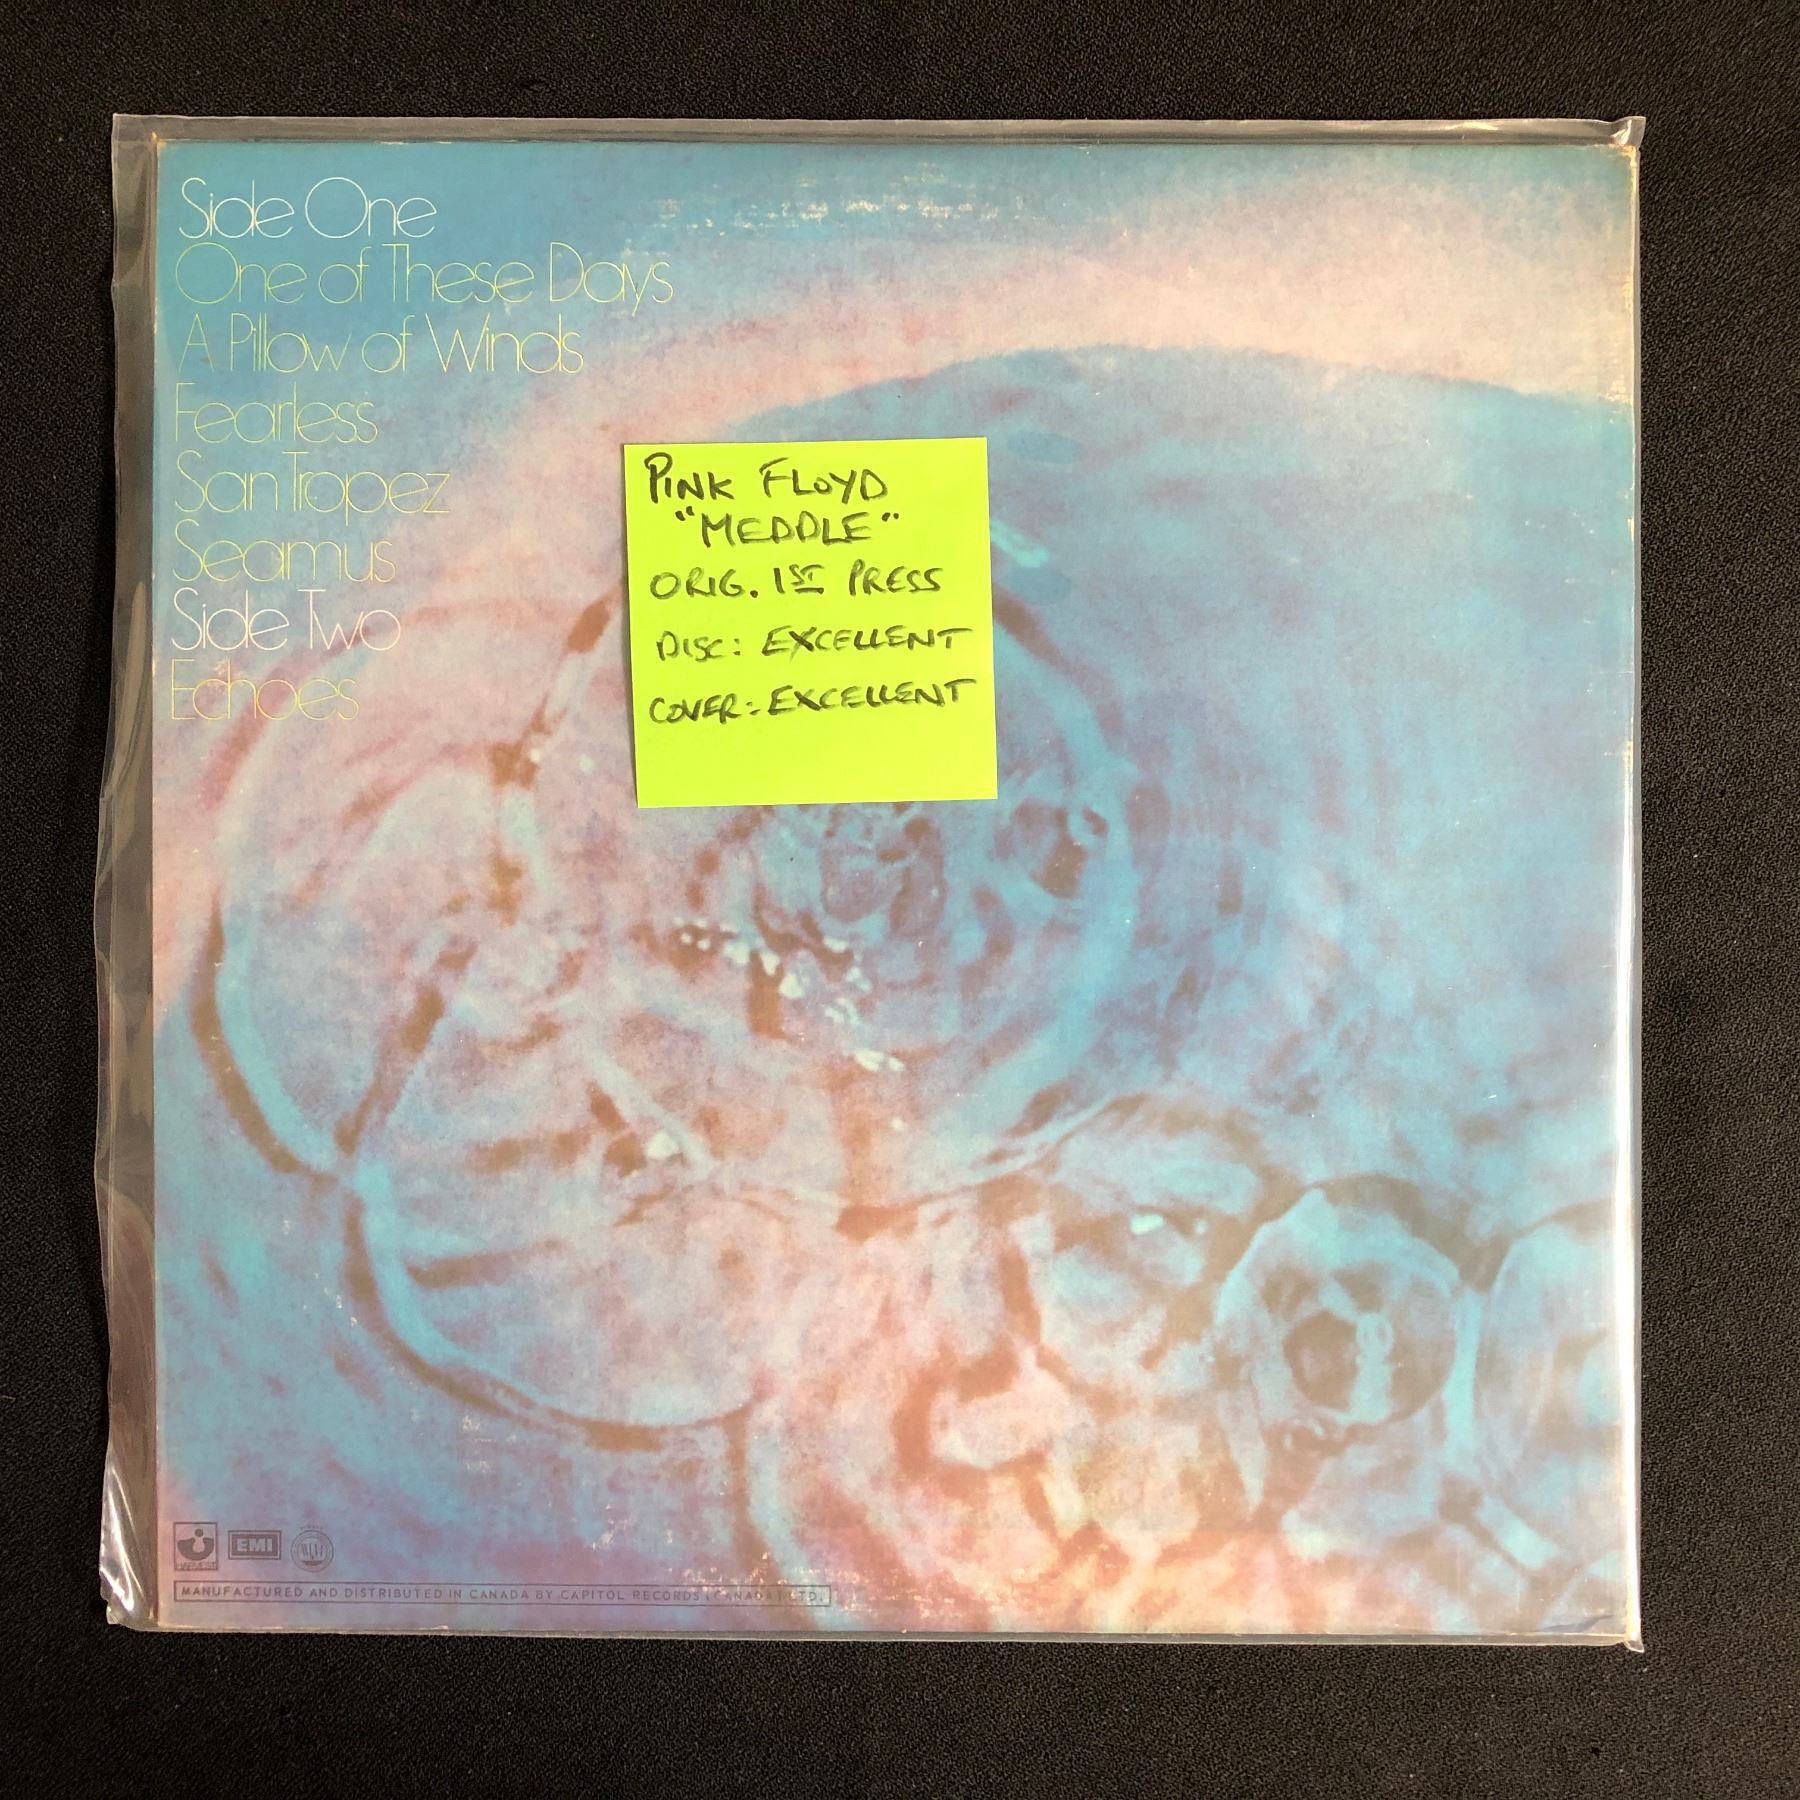 Side One
One of These Days
A Pillow of Winds
Fearless
San Tropez
Seamus
Side Two
Echoes
PINK FLOYD
"MEDDLE"
ORIG. 1ST PRESS
DISC: EXCELLENT
COVER: EXCELLENT
HARVEST
EMI
MANUFACTURED AND DISTRIBUTED IN CANADA BY CAPITOL RECORDS (CANADA) LTD.